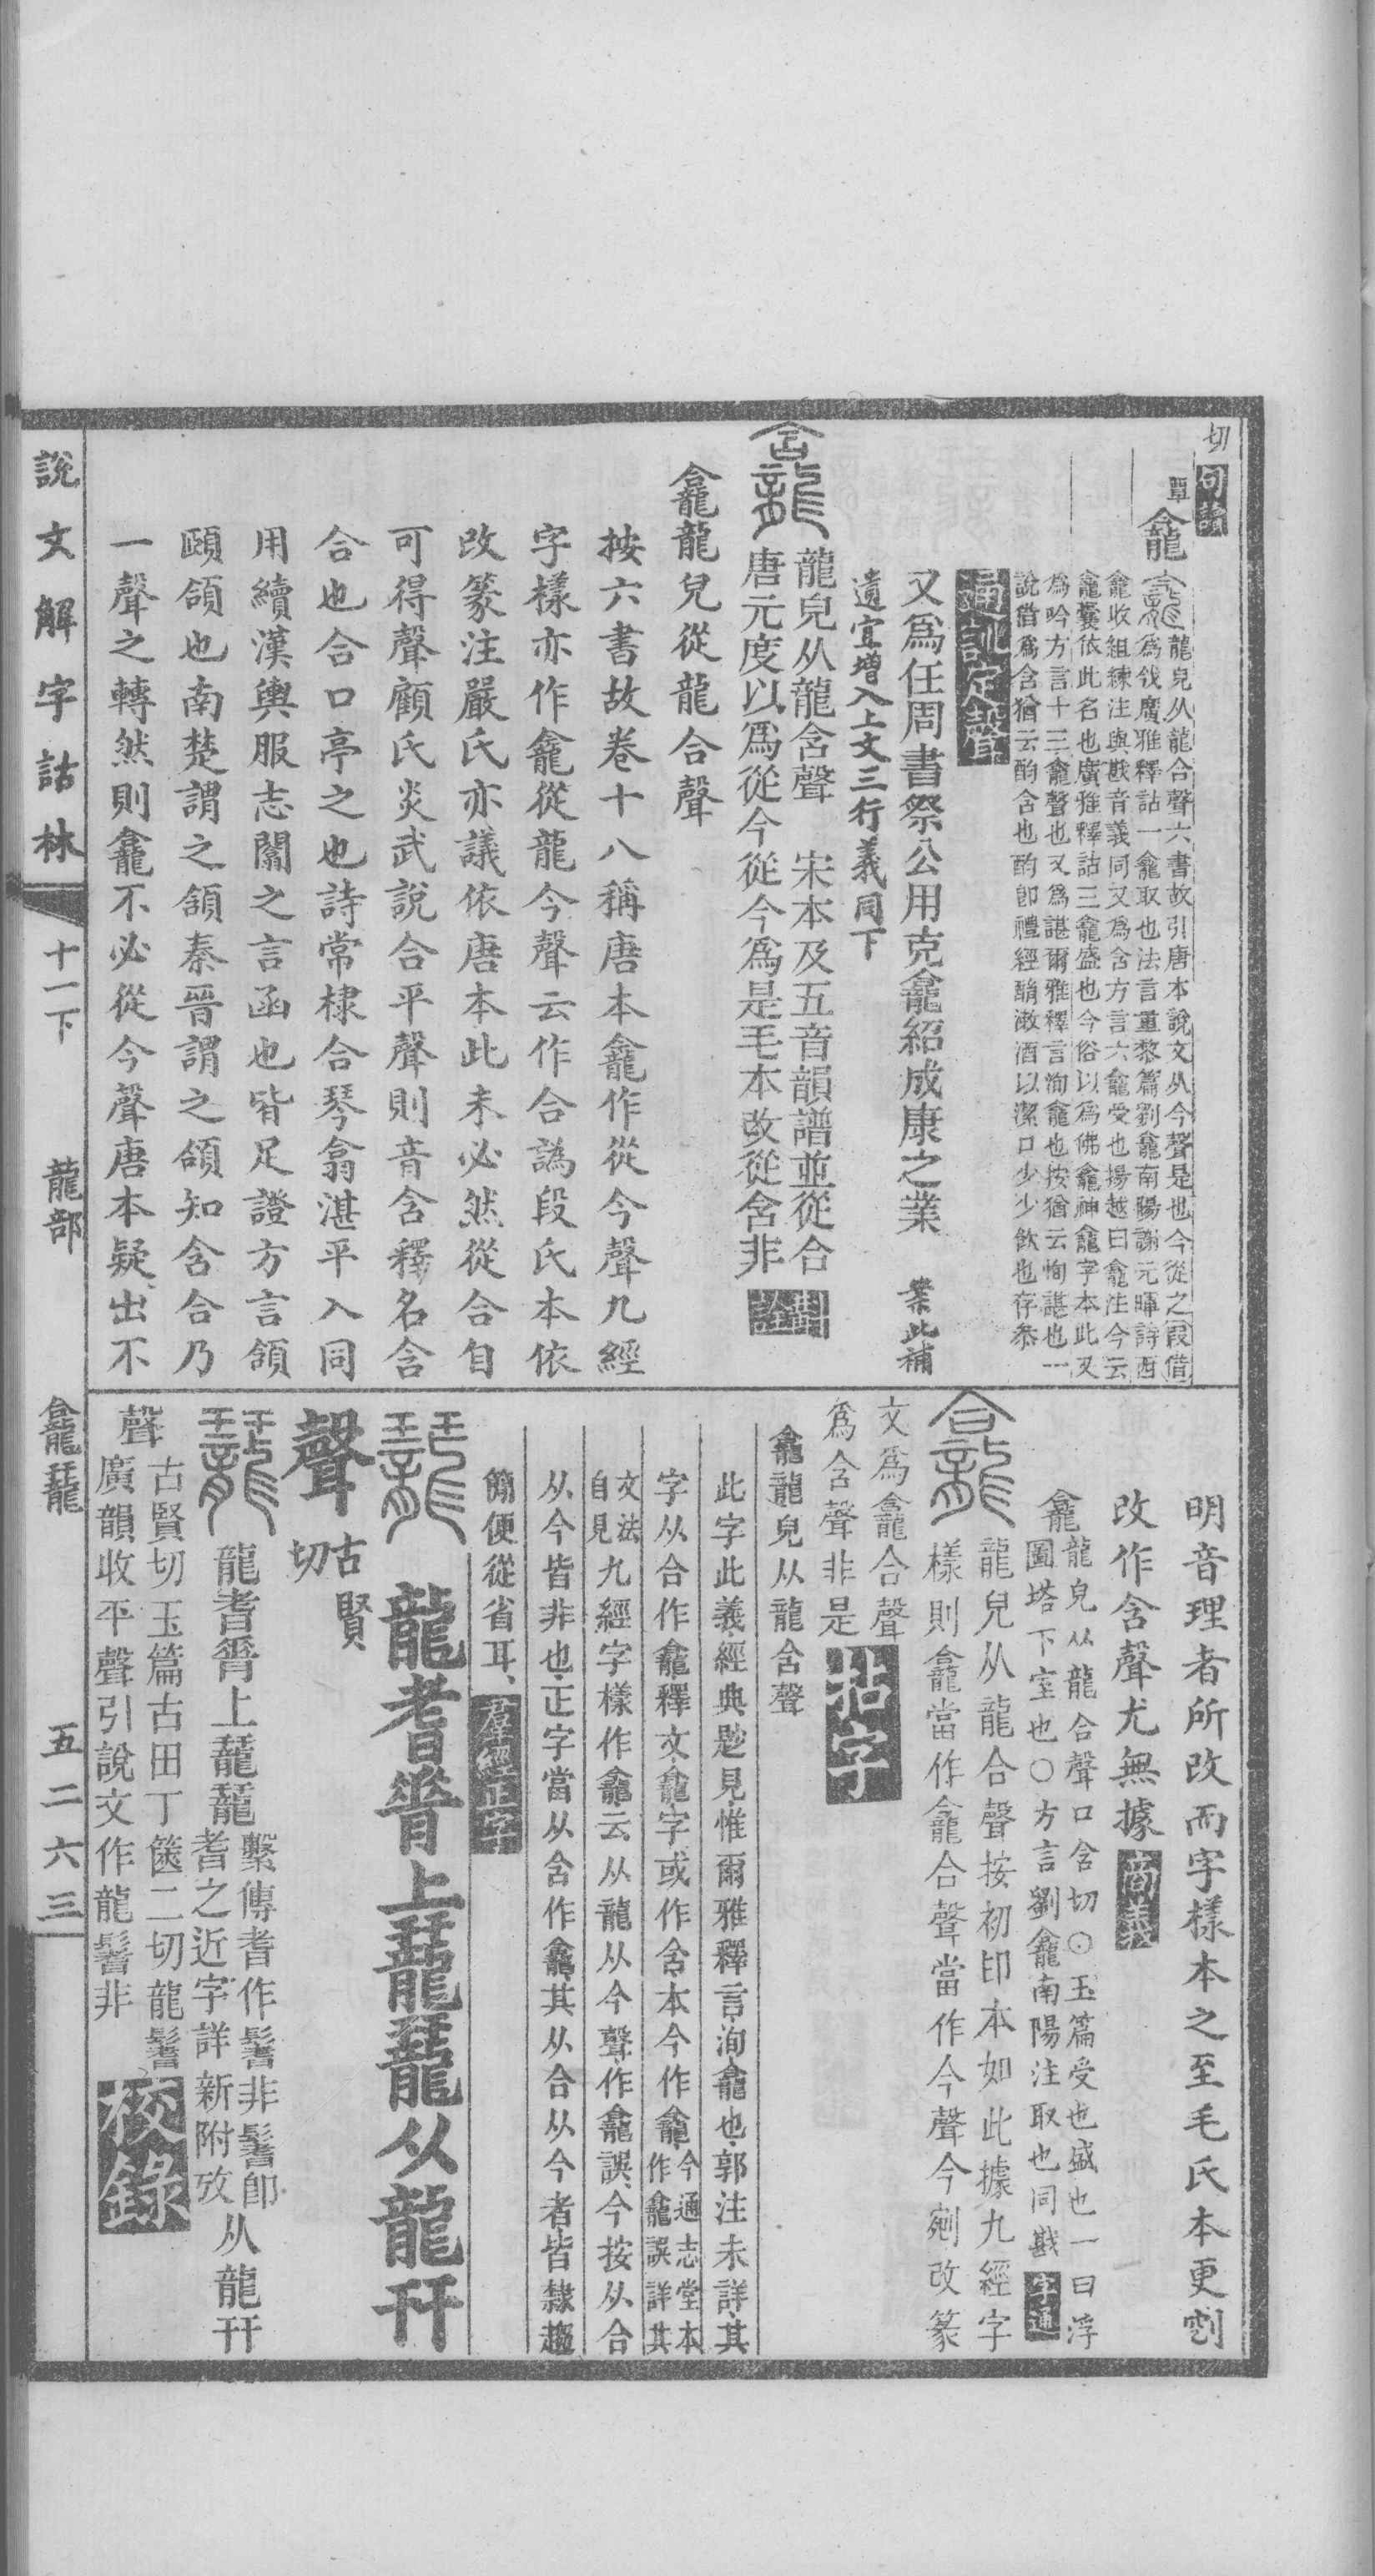 切 句讀
覃龕 龍皃从龍合聲六書故引唐本說文从今聲是也今從之叚借
爲㦻廣雅釋詁一龕取也法言重黎篇劉龕南陽謝元暉詩西
龕收組練注與戡音義同又爲含方言六龕受也揚越曰龕注今云
龕囊依此名也廣雅釋詁三龕盛也今俗以爲佛龕神龕字本此又
爲吟方言十三龕聲也又爲諶爾雅釋言洵龕也按猶云恂諶也一
說借爲含猶云酌含也酌卽禮經酳漱酒以潔口少少飮也存參
通訓定聲
又爲任周書祭公用克龕紹成康之業 業此補
遺宜增入上文三行義同下
龍皃从龍含聲 宋本及五音韻譜並從合
唐元度以爲從今從今爲是毛本改從含非 斠詮
龕龍皃從龍合聲
按六書故卷十八稱唐本龕作從今聲九經
字樣亦作龕從龍今聲云作合譌段氏本依
改篆注嚴氏亦議依唐本此未必然從合自
可得聲顧氏炎武說合平聲則音含釋名含
合也合口亭之也詩常棣合琴翕湛平入同
用續漢輿服志闟之言函也皆足證方言頷
頤頜也南楚謂之頷秦晉謂之頜知含合乃
一聲之轉然則龕不必從今聲唐本疑出不
明音理者所改而字樣本之至毛氏本更㓮
改作含聲尤無據 商義
龕 龍皃从龍合聲口含切⊙玉篇受也盛也一曰浮
圖塔下室也〇方言劉龕南陽注取也同戡 字通
龍皃从龍合聲按初印本如此據九經字
樣則龕當作龕合聲當作今聲今剜改篆
文爲龕合聲
爲含聲非是 拈字
龕龍皃从龍含聲
此字此義經典尟見惟爾雅釋言洵龕也郭注未詳其
字从合作龕釋文龕字或作含本今作龕今通志堂本作龕誤詳其
文法自見九經字樣作龕云从龍从今聲作龕誤今按从合
从今皆非也正字當从含作龕其从合从今者皆隸趨
簡便從省耳 羣經正字
龍耆脊上龖龖从龍幵
聲古賢切
龍耆脊上龖龖 繫傳耆作鬐非鬐卽耆之近字詳新附攷 从龍幵
聲 古賢切玉篇古田丁篋二切龍鬐
廣韻收平聲引說文作龍鬐非 校錄
說文解字詁林 十一下 龍部 龕 五二六三